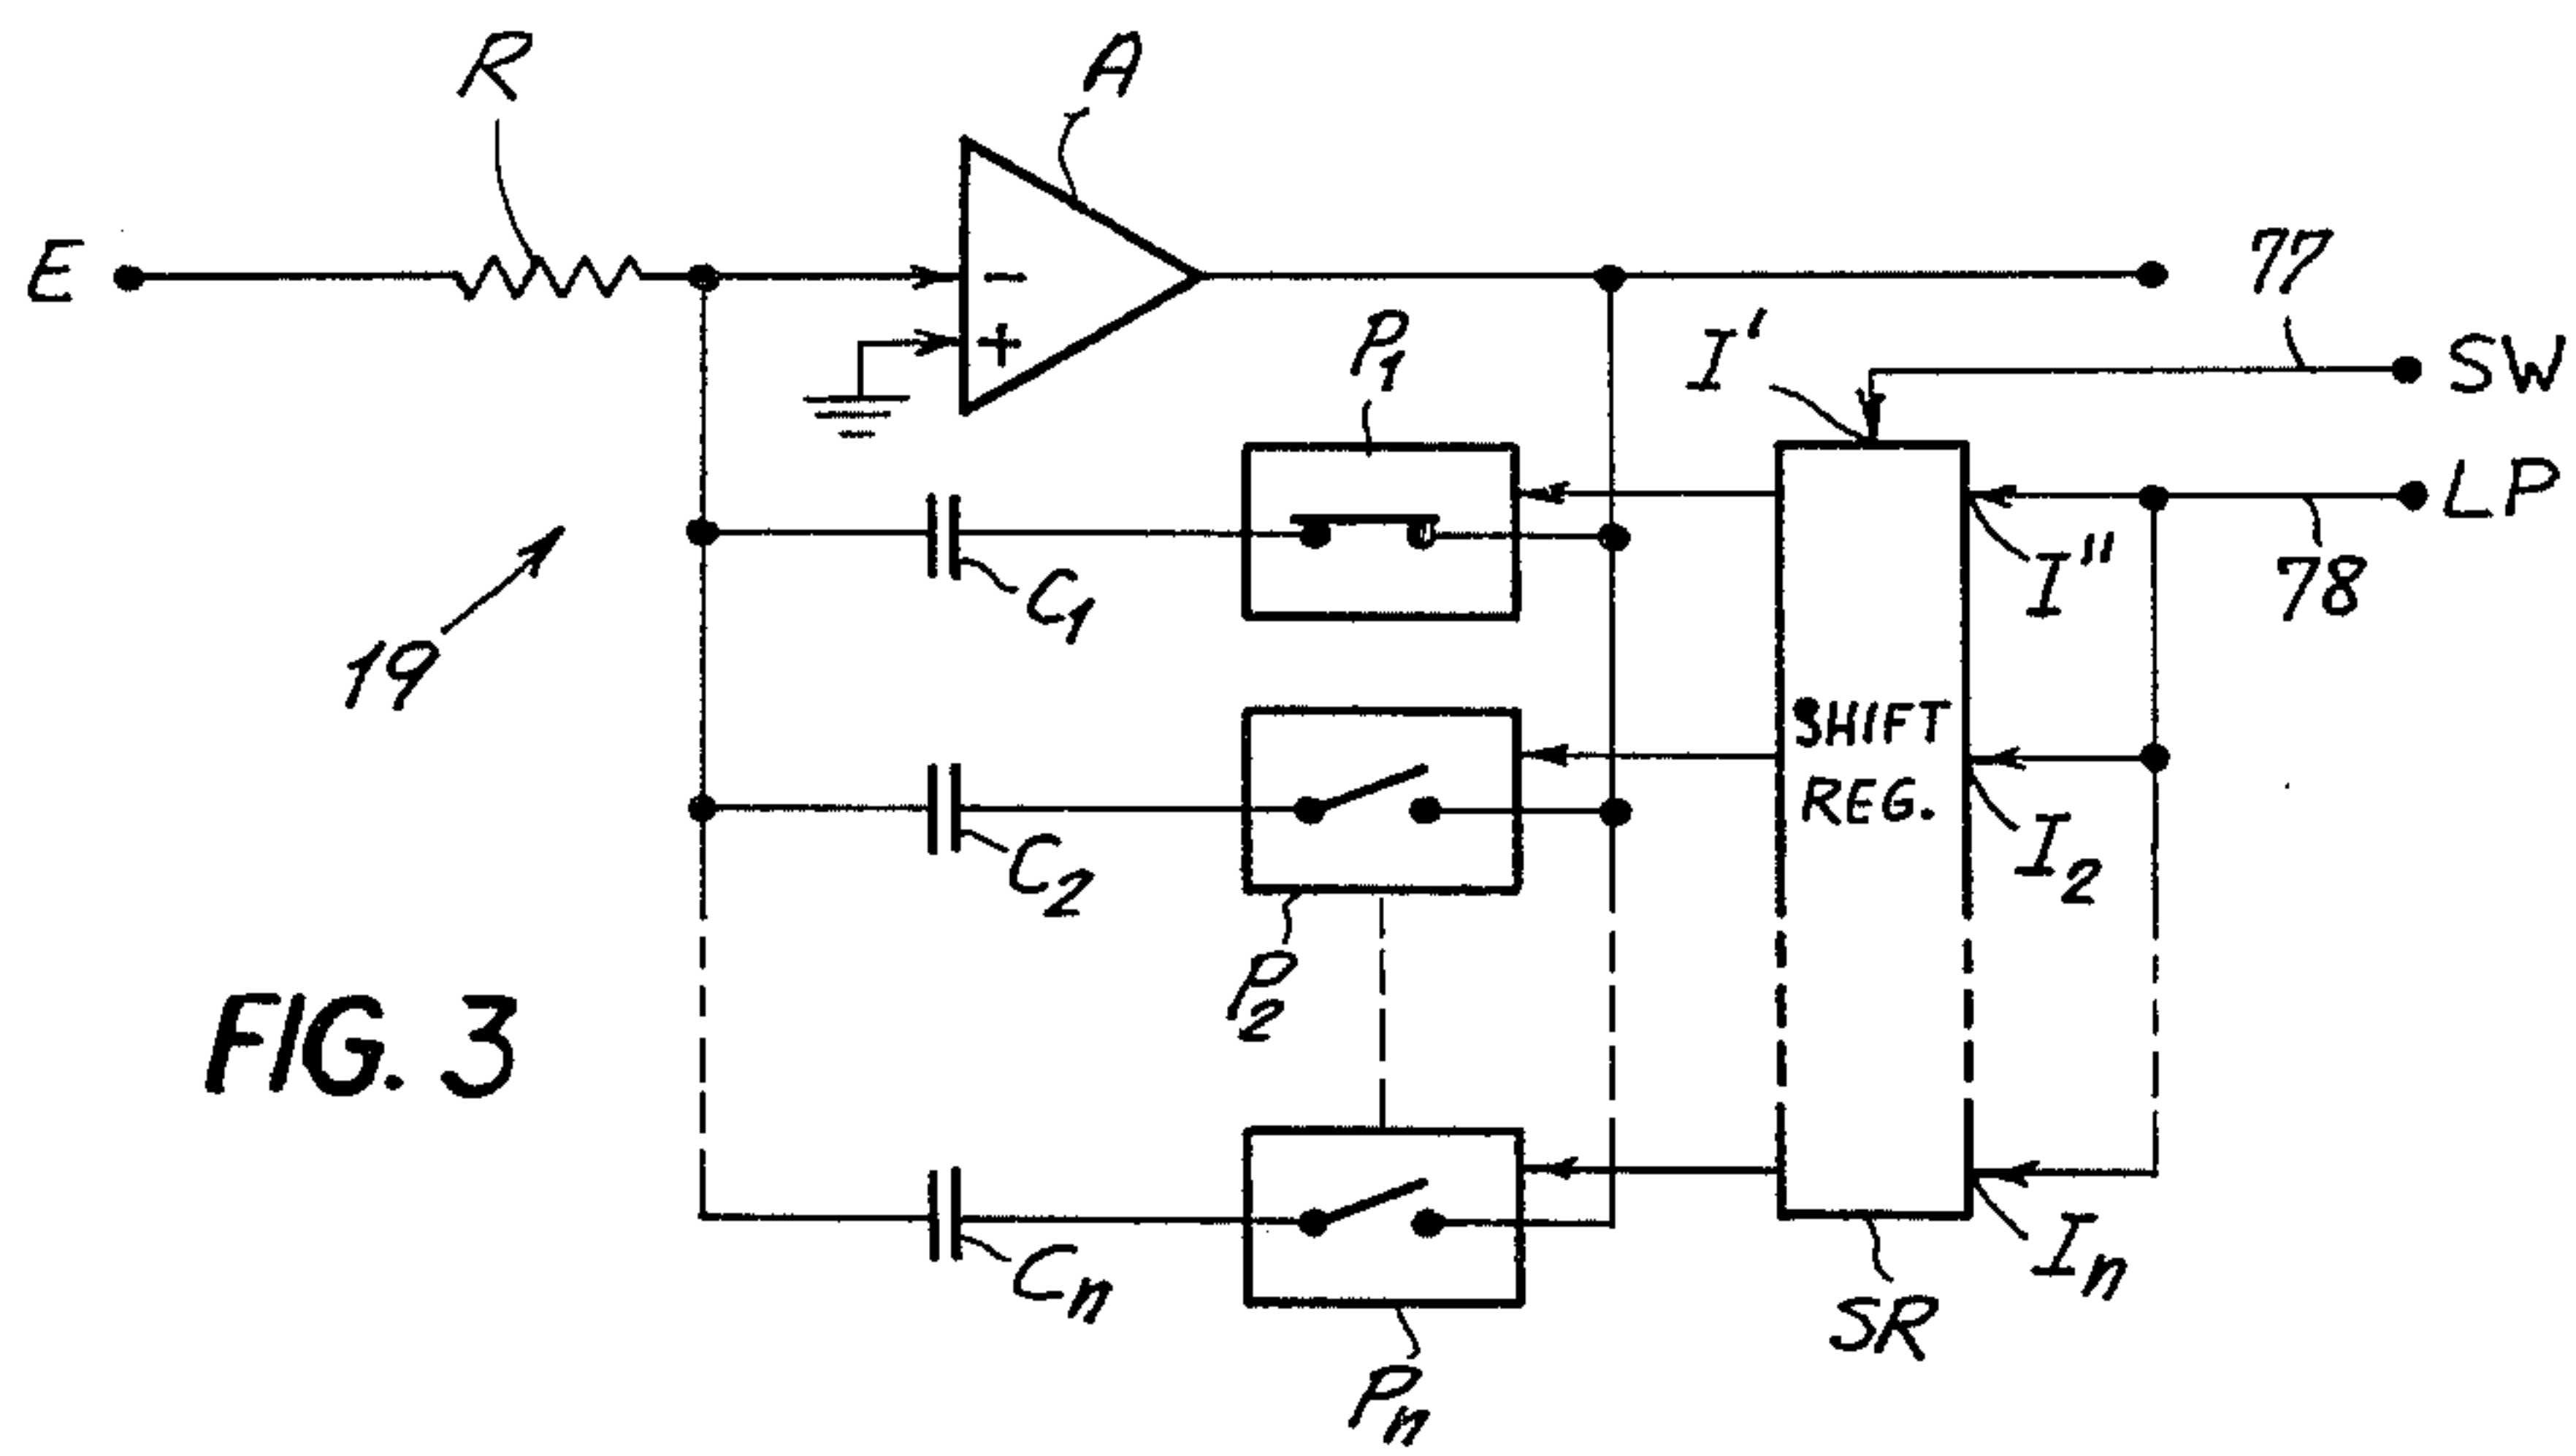 R
A
E
-
+
77
SW
P1
I'
LP
I"
78
C1
19
SHIFT
REG.
I2
C2
P2
FIG. 3
Cn
In
SR
Pn